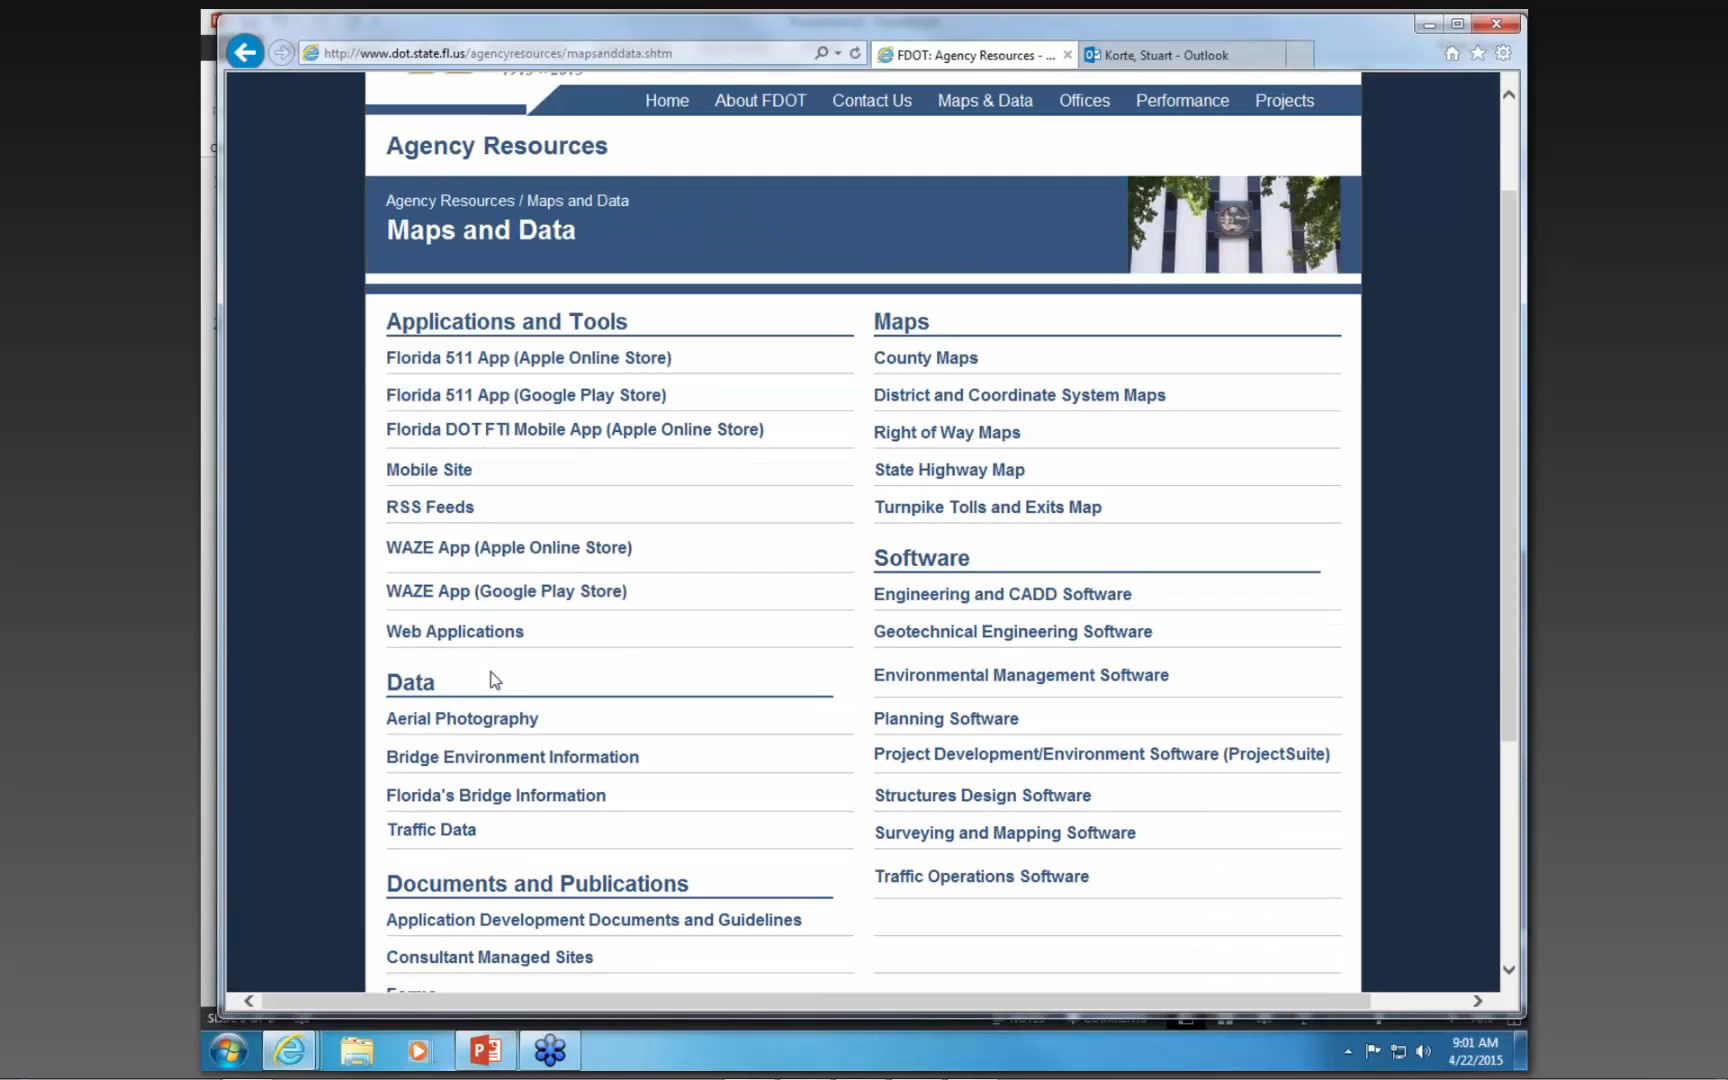 http://www.dot.state.fl.us/agencyresources/mapsanddata.shtm
FDOT: Agency Resources - ...
Korte, Stuart - Outlook
Home About FDOT Contact Us Maps & Data Offices Performance Projects
Agency Resources
Agency Resources / Maps and Data
Maps and Data
Applications and Tools
Florida 511 App (Apple Online Store)
Florida 511 App (Google Play Store)
Florida DOT FTI Mobile App (Apple Online Store)
Mobile Site
RSS Feeds
WAZE App (Apple Online Store)
WAZE App (Google Play Store)
Web Applications
Data
Aerial Photography
Bridge Environment Information
Florida's Bridge Information
Traffic Data
Documents and Publications
Application Development Documents and Guidelines
Consultant Managed Sites
Maps
County Maps
District and Coordinate System Maps
Right of Way Maps
State Highway Map
Turnpike Tolls and Exits Map
Software
Engineering and CADD Software
Geotechnical Engineering Software
Environmental Management Software
Planning Software
Project Development/Environment Software (ProjectSuite)
Structures Design Software
Surveying and Mapping Software
Traffic Operations Software
9:01 AM
4/22/2015